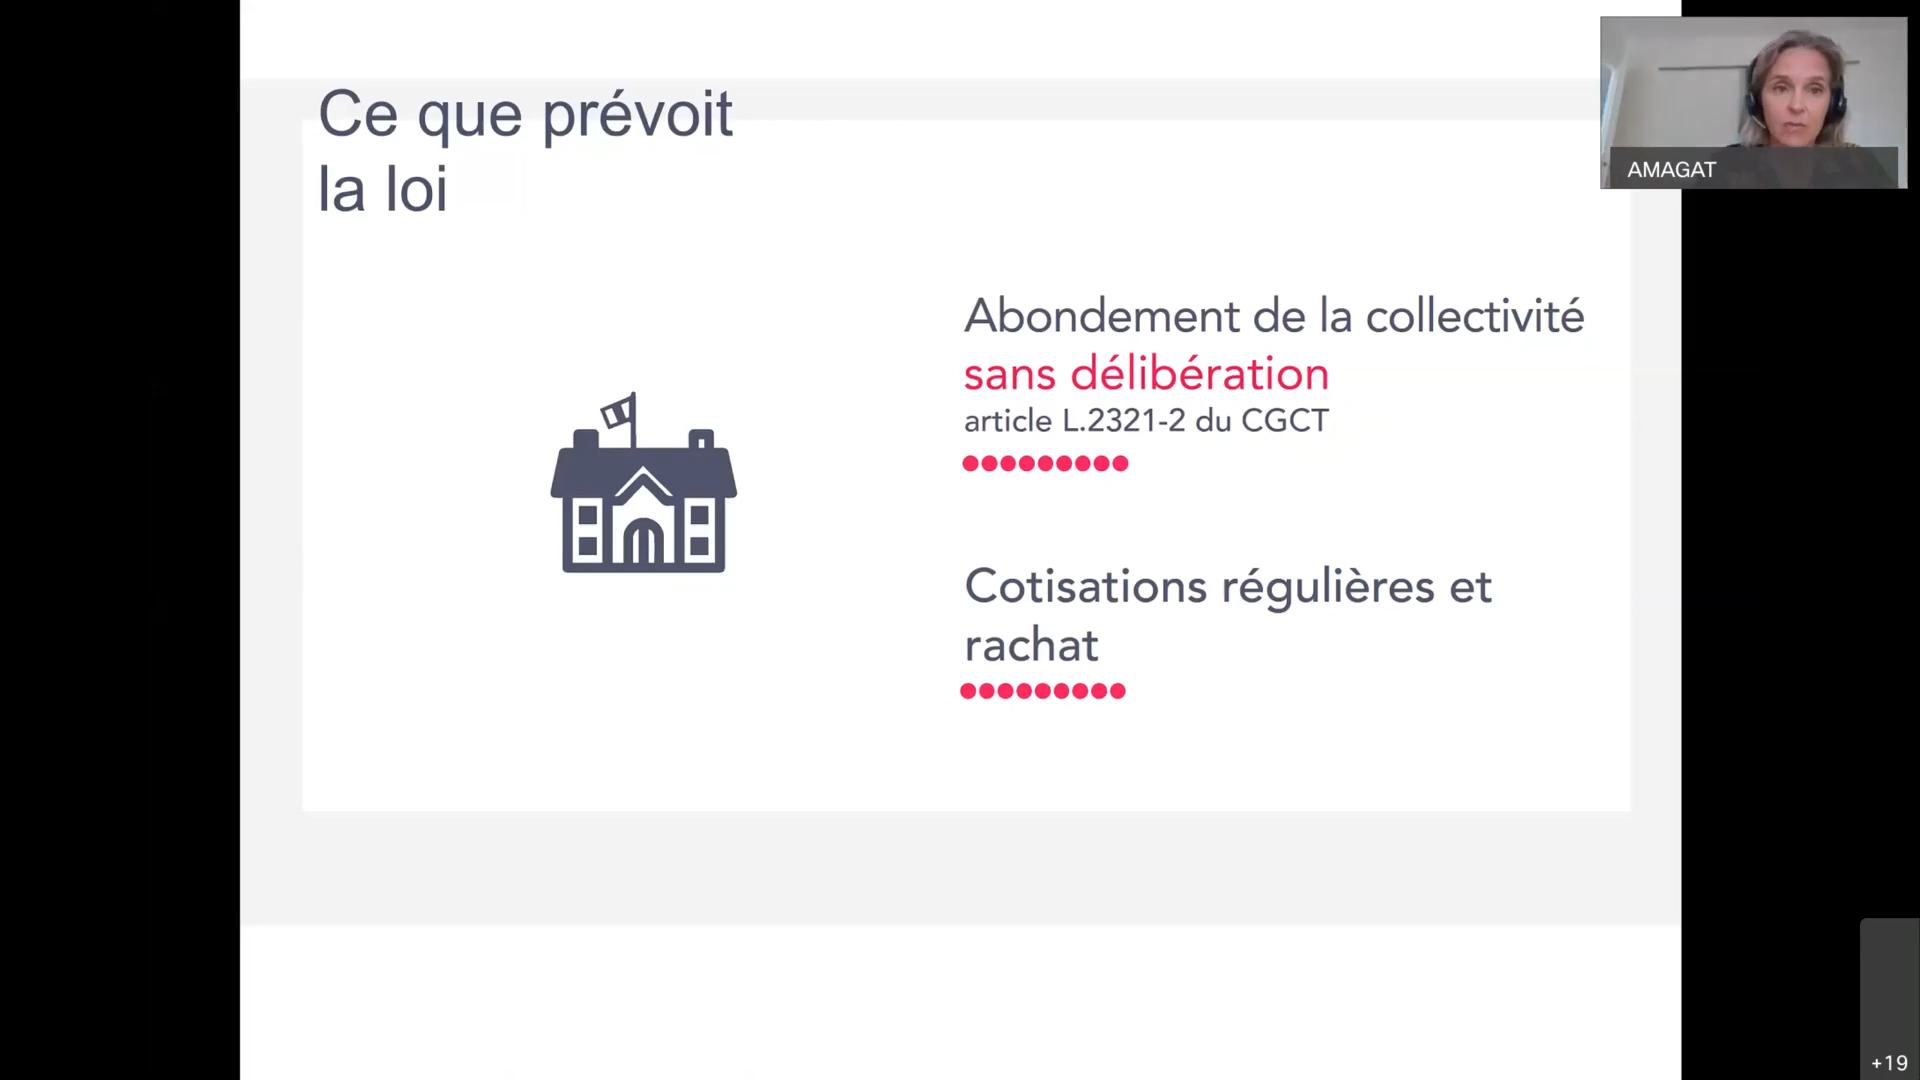 Ce que prévoit
la loi
AMAGAT
Abondement de la collectivité
sans délibération
article L.2321-2 du CGCT
Cotisations régulières et
rachat
+19